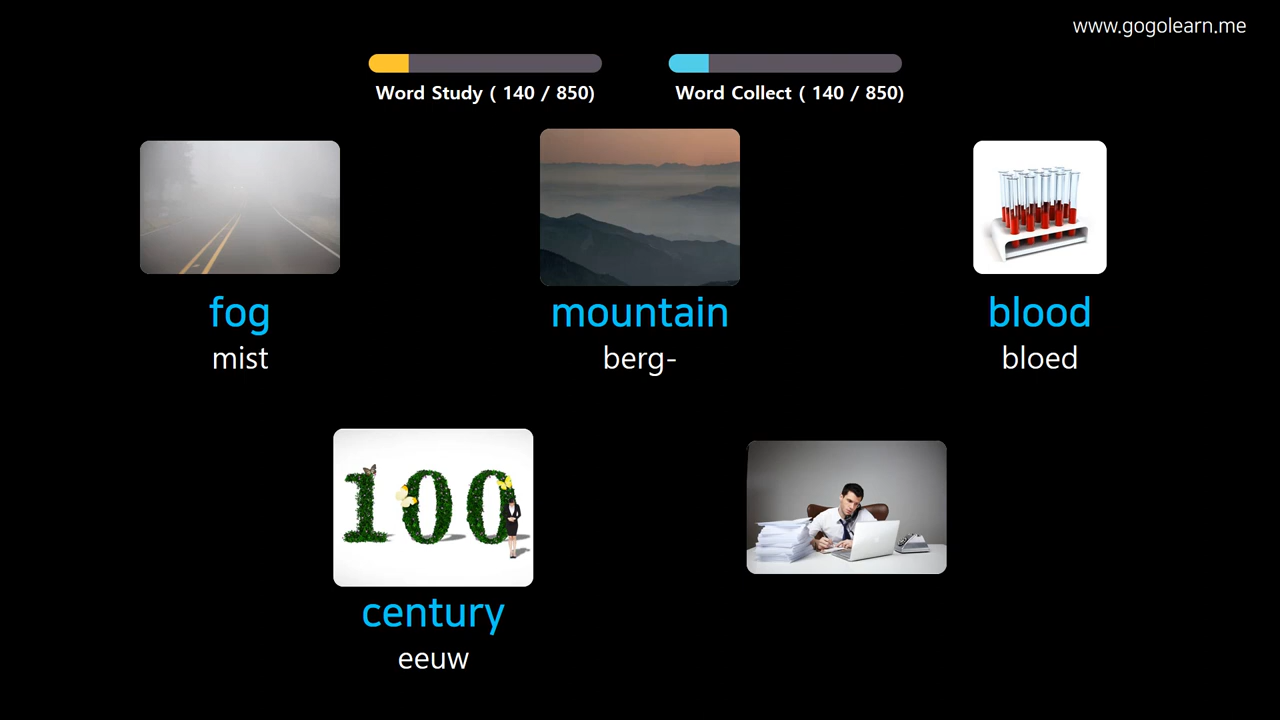 www.gogolearn.me
Word Study ( 140 / 850)
Word Collect ( 140 / 850)
fog
mist
mountain
berg-
blood
bloed
100
century
eeuw